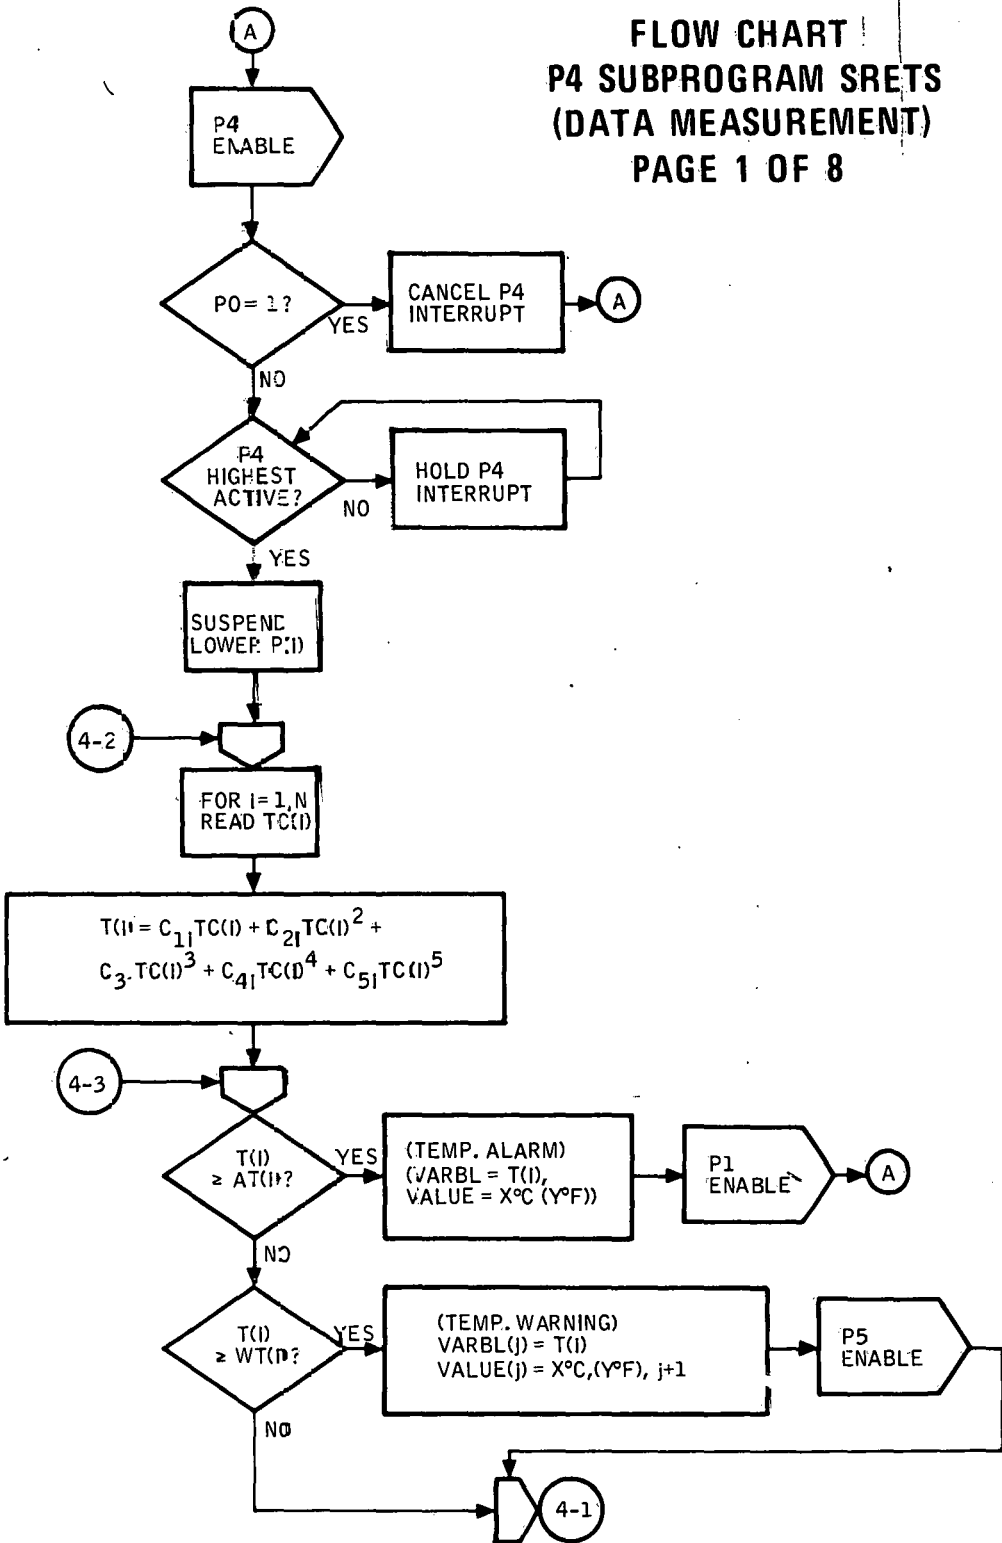 FLOW CHART
P4 SUBPROGRAM SRETS
(DATA MEASUREMENT)
PAGE 1 OF 8
A
P4
ENABLE
P0 = 1?
YES
CANCEL P4
INTERRUPT
A
NO
P4
HIGHEST
ACTIVE?
NO
HOLD P4
INTERRUPT
YES
SUSPEND
LOWER P(I)
4-2
FOR I = 1,N
READ TC(I)
T(I) = C1I TC(I) + C2I TC(I)² +
C3I TC(I)³ + C4I TC(I)⁴ + C5I TC(I)⁵
4-3
T(I)
≥ AT(I)?
YES
(TEMP. ALARM)
(VARBL = T(I),
VALUE = X°C (Y°F))
P1
ENABLE
A
NO
T(I)
≥ WT(I)?
YES
(TEMP. WARNING)
VARBL(j) = T(I)
VALUE(j) = X°C,(Y°F), j+1
P5
ENABLE
NO
4-1